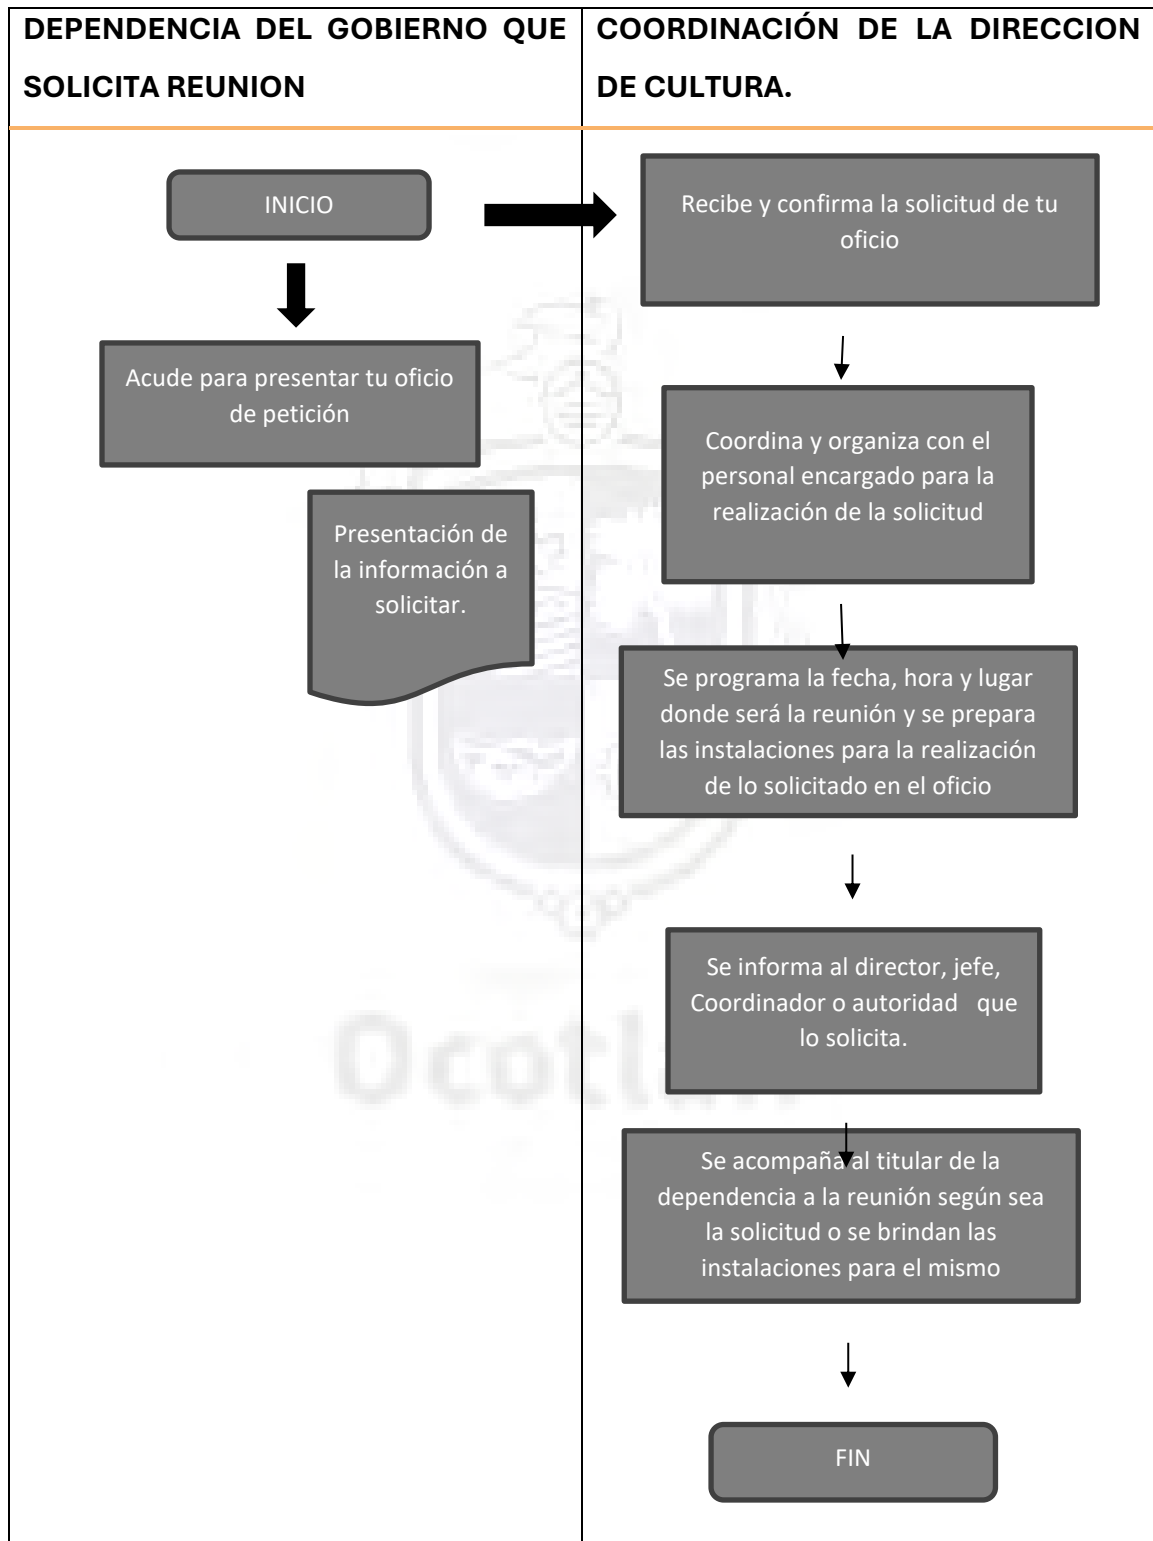 DEPENDENCIA DEL GOBIERNO QUE
SOLICITA REUNION
COORDINACIÓN DE LA DIRECCION
DE CULTURA.
INICIO
Acude para presentar tu oficio
de petición
Presentación de
la información a
solicitar.
Recibe y confirma la solicitud de tu
oficio
Coordina y organiza con el
personal encargado para la
realización de la solicitud
Se programa la fecha, hora y lugar
donde será la reunión y se prepara
las instalaciones para la realización
de lo solicitado en el oficio
Se informa al director, jefe,
Coordinador o autoridad que
lo solicita.
Se acompaña al titular de la
dependencia a la reunión según sea
la solicitud o se brindan las
instalaciones para el mismo
FIN
Ocotlán